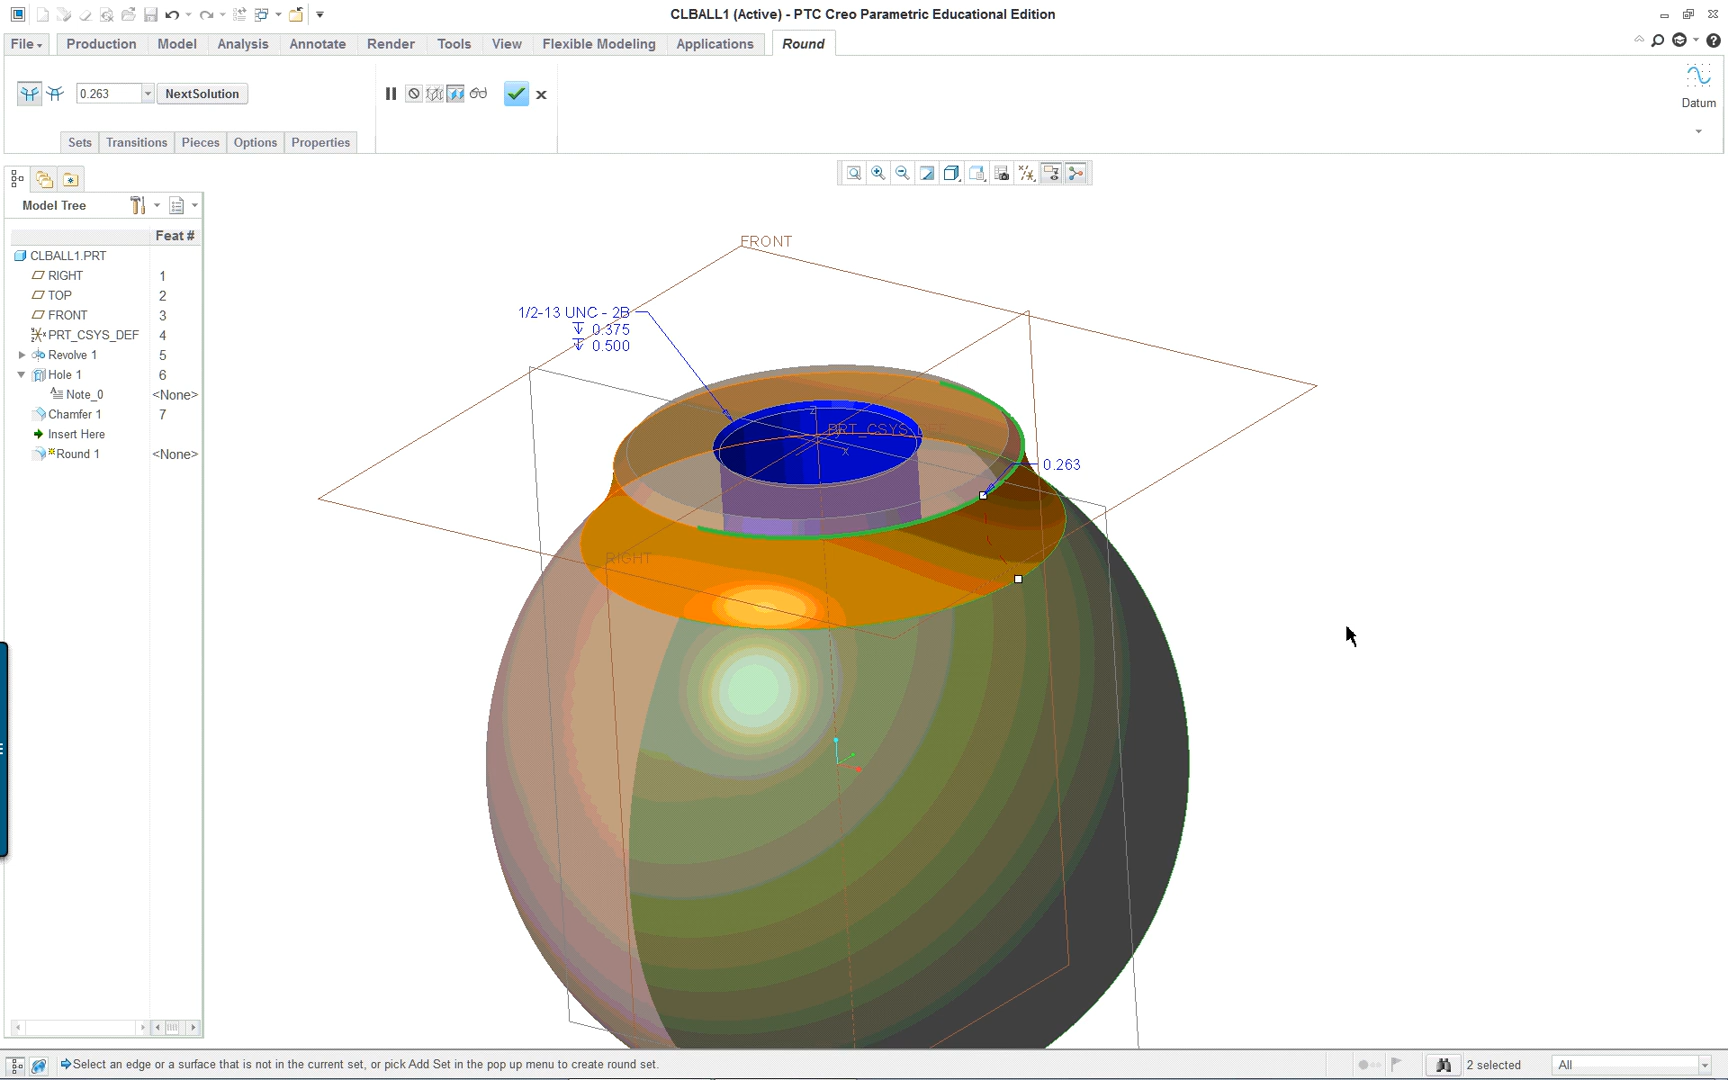 CLBALL1 (Active) - PTC Creo Parametric Educational Edition
File Production Model Analysis Annotate Render Tools View Flexible Modeling Applications Round
0.263 NextSolution
Datum
Sets Transitions Pieces Options Properties
Model Tree
Feat #
CLBALL1.PRT
RIGHT 1
TOP 2
FRONT 3
PRT_CSYS_DEF 4
Revolve 1 5
Hole 1 6
Note_0 <None>
Chamfer 1 7
Insert Here
Round 1 <None>
FRONT
1/2-13 UNC - 2B
0.375
0.500
Z
PRT_CSYS_DEF
X
0.263
RIGHT
Select an edge or a surface that is not in the current set, or pick Add Set in the pop up menu to create round set.
2 selected
All